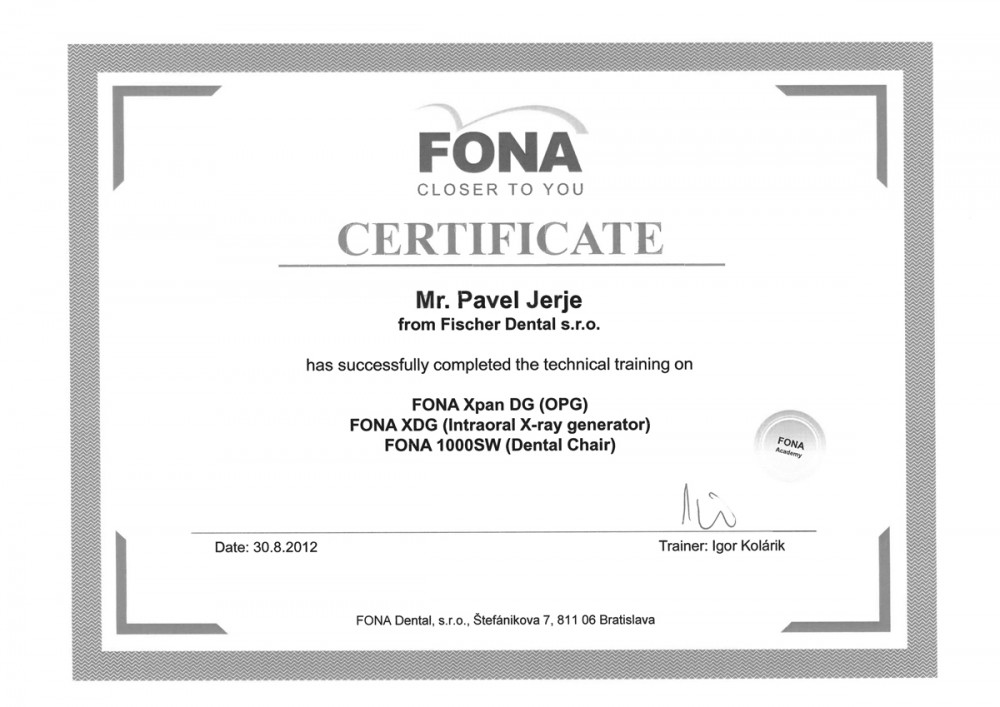 FONA
CLOSER TO YOU
CERTIFICATE
Mr. Pavel Jerje
from Fischer Dental s.r.o.
has successfully completed the technical training on
FONA Xpan DG (OPG)
FONA XDG (Intraoral X-ray generator)
FONA 1000SW (Dental Chair)
FONA
Academy
Date: 30.8.2012
Trainer: Igor Kolárik
FONA Dental, s.r.o., Štefánikova 7, 811 06 Bratislava